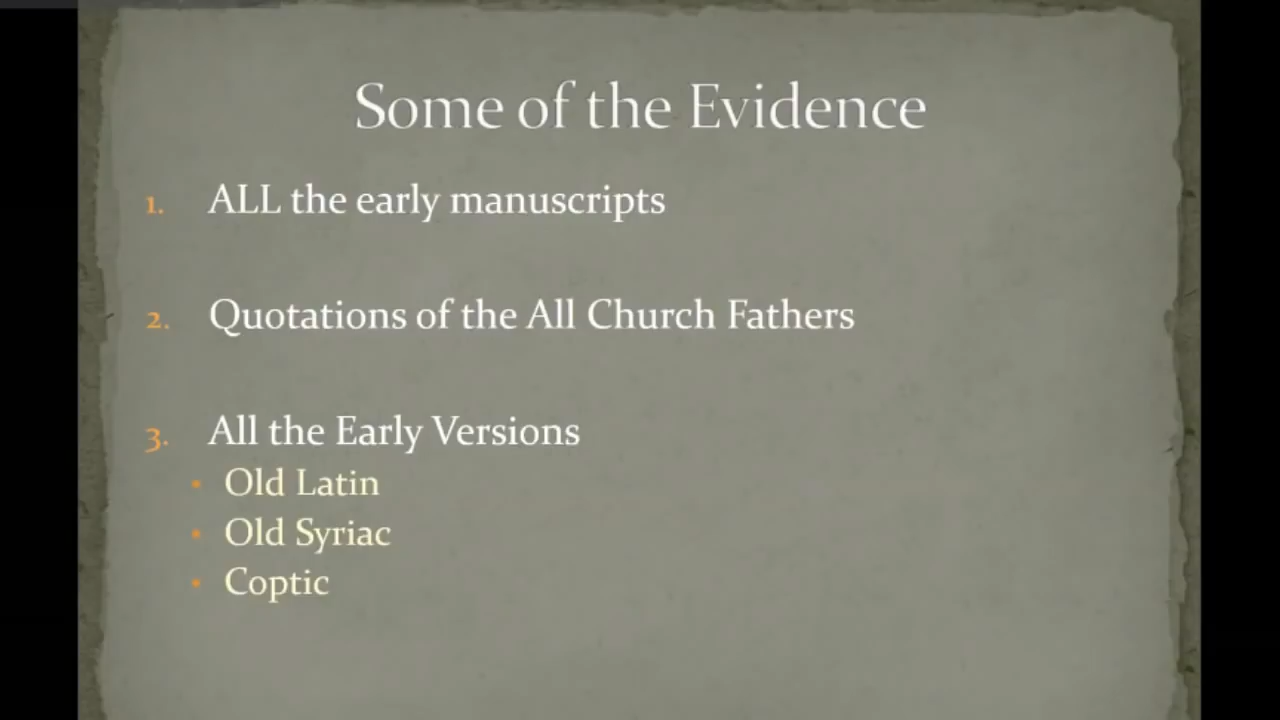 Some of the Evidence
1. ALL the early manuscripts
2. Quotations of the All Church Fathers
3. All the Early Versions
• Old Latin
• Old Syriac
• Coptic